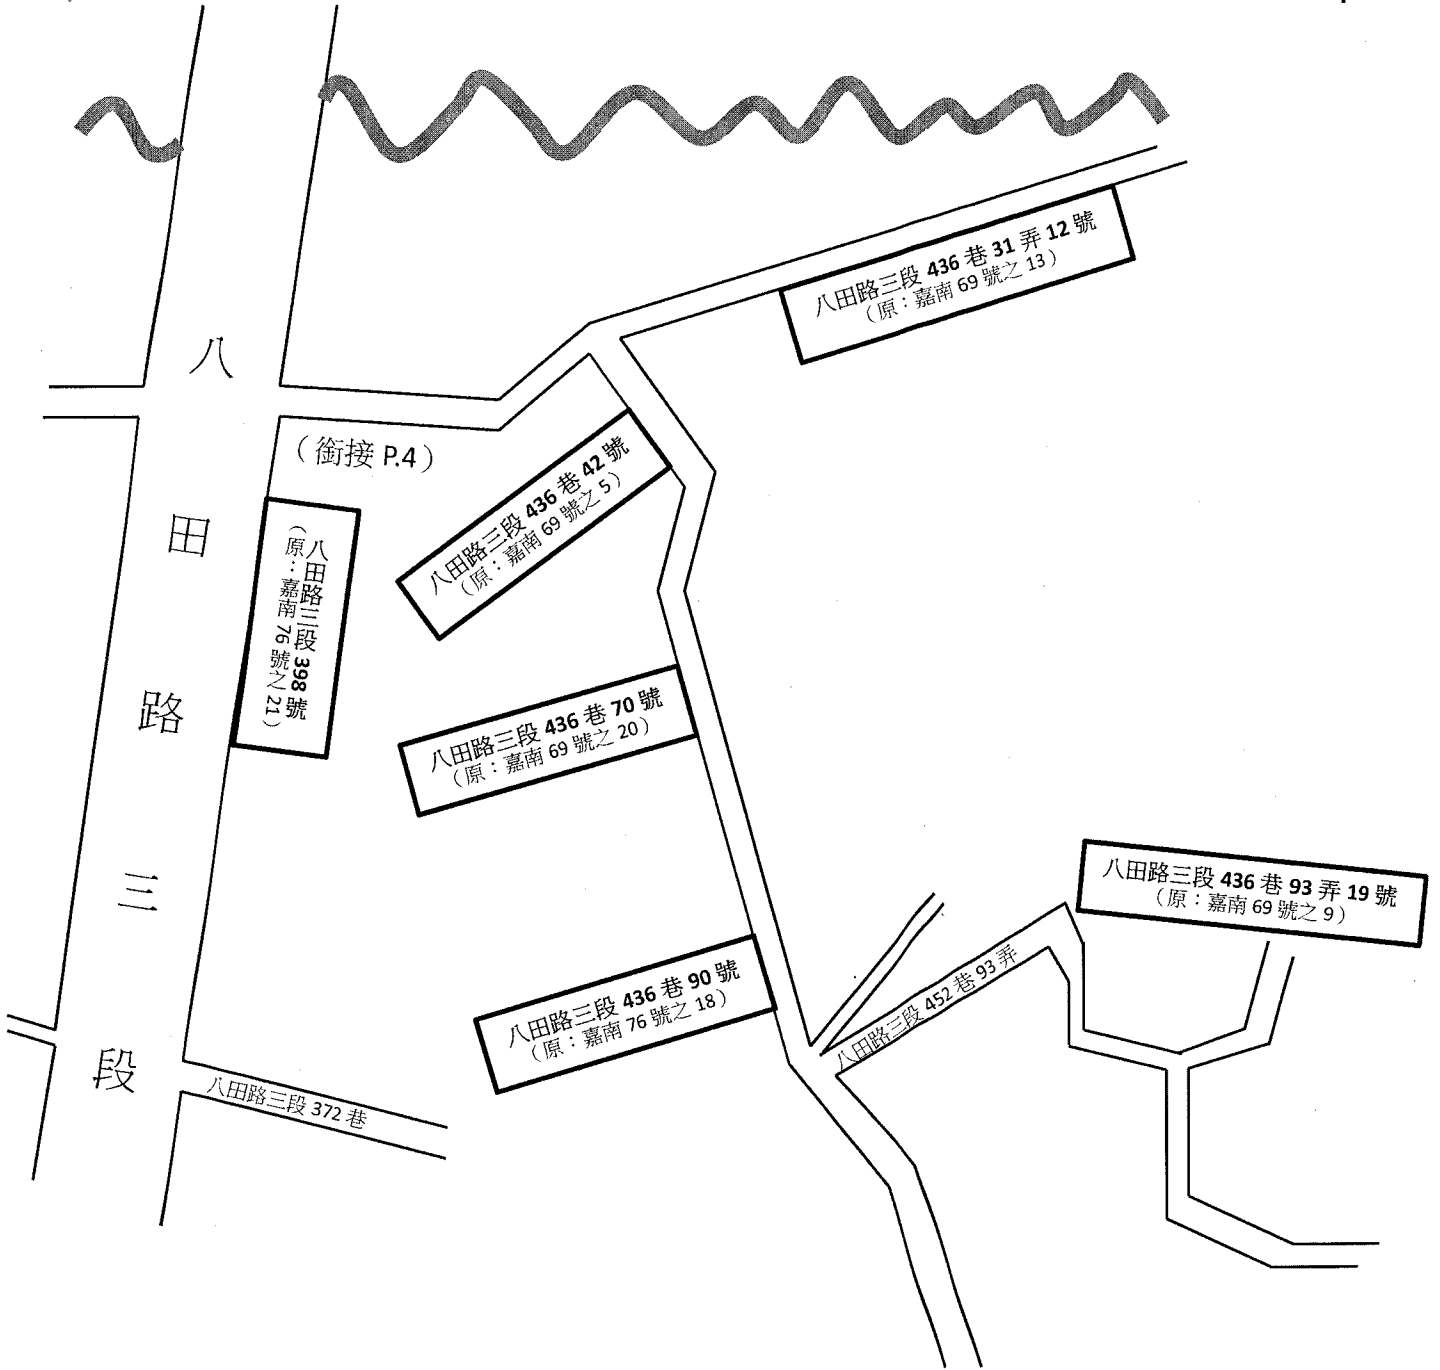 八田路三段
八田路三段 436 巷 31 弄 12 號
（原：嘉南 69 號之 13）
（銜接 P.4）
八田路三段 436 巷 42 號
（原：嘉南 69 號之 5）
八田路三段 398 號
（原：嘉南 76 號之 21）
八田路三段 436 巷 70 號
（原：嘉南 69 號之 20）
八田路三段 436 巷 93 弄 19 號
（原：嘉南 69 號之 9）
八田路三段 436 巷 90 號
（原：嘉南 76 號之 18）
八田路三段 452 巷 93 弄
八田路三段 372 巷